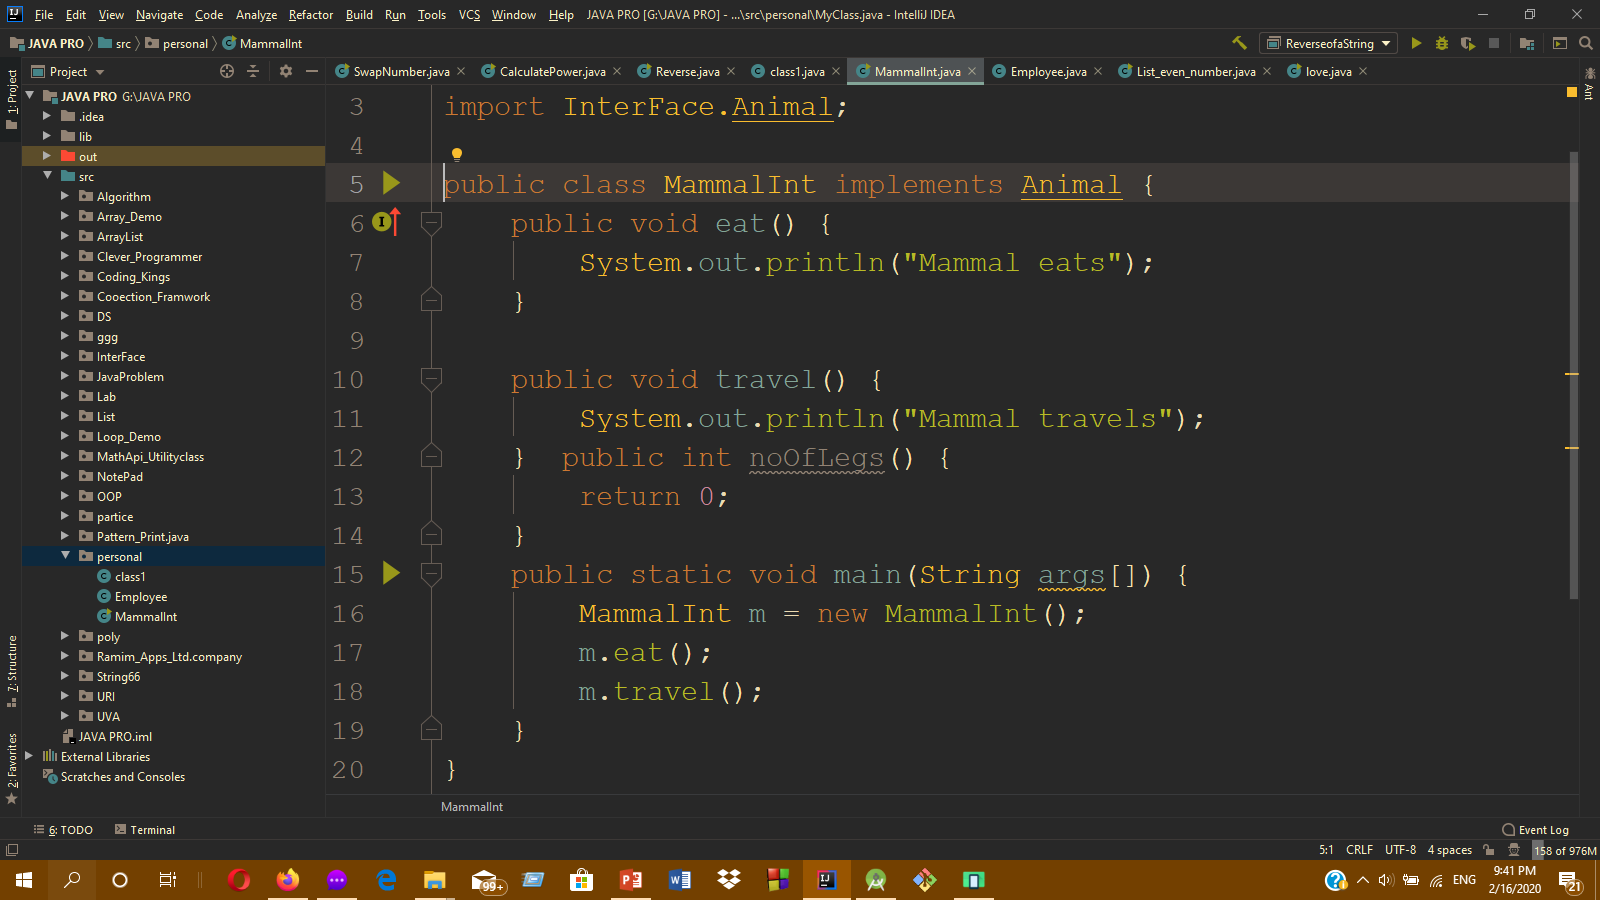 File Edit View Navigate Code Analyze Refactor Build Run Tools VCS Window Help JAVA PRO [G:\JAVA PRO] - ...\src\personal\MyClass.java - IntelliJ IDEA
JAVA PRO src personal MammalInt ReverseofaString
Project
SwapNumber.java CalculatePower.java Reverse.java class1.java MammalInt.java Employee.java List_even_number.java love.java
1: Project
7: Structure
2: Favorites
Ant
JAVA PRO G:\JAVA PRO
.idea
lib
out
src
Algorithm
Array_Demo
ArrayList
Clever_Programmer
Coding_Kings
Cooection_Framwork
DS
ggg
InterFace
JavaProblem
Lab
List
Loop_Demo
MathApi_Utilityclass
NotePad
OOP
partice
Pattern_Print.java
personal
class1
Employee
MammalInt
poly
Ramim_Apps_Ltd.company
String66
URI
UVA
JAVA PRO.iml
External Libraries
Scratches and Consoles
3 import InterFace.Animal;
4
5 public class MammalInt implements Animal {
6 public void eat() {
7 System.out.println("Mammal eats");
8 }
9
10 public void travel() {
11 System.out.println("Mammal travels");
12 } public int noOfLegs() {
13 return 0;
14 }
15 public static void main(String args[]) {
16 MammalInt m = new MammalInt();
17 m.eat();
18 m.travel();
19 }
20 }
MammalInt
6: TODO Terminal Event Log
5:1 CRLF UTF-8 4 spaces 158 of 976M
99+ ENG 9:41 PM
2/16/2020 21